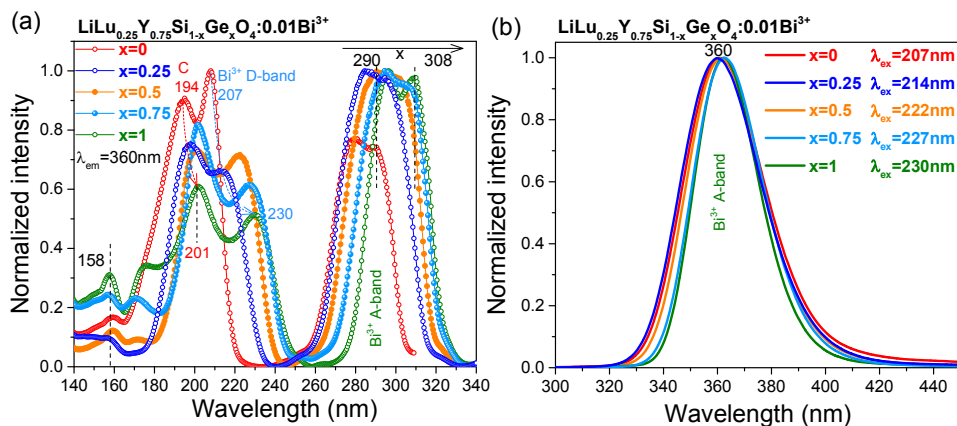 (a)
LiLu0.25Y0.75Si1-xGexO4:0.01Bi3+
x=0
x=0.25
x=0.5
x=0.75
x=1
λem=360nm
C
194
Bi3+ D-band
207
290
x
308
158
201
230
Bi3+ A-band
Normalized intensity
1.0
0.8
0.6
0.4
0.2
0.0
140 160 180 200 220 240 260 280 300 320 340
Wavelength (nm)
(b)
LiLu0.25Y0.75Si1-xGexO4:0.01Bi3+
360
x=0 λex=207nm
x=0.25 λex=214nm
x=0.5 λex=222nm
x=0.75 λex=227nm
x=1 λex=230nm
Bi3+ A-band
Normalized intensity
1.0
0.8
0.6
0.4
0.2
0.0
300 320 340 360 380 400 420 440
Wavelength (nm)